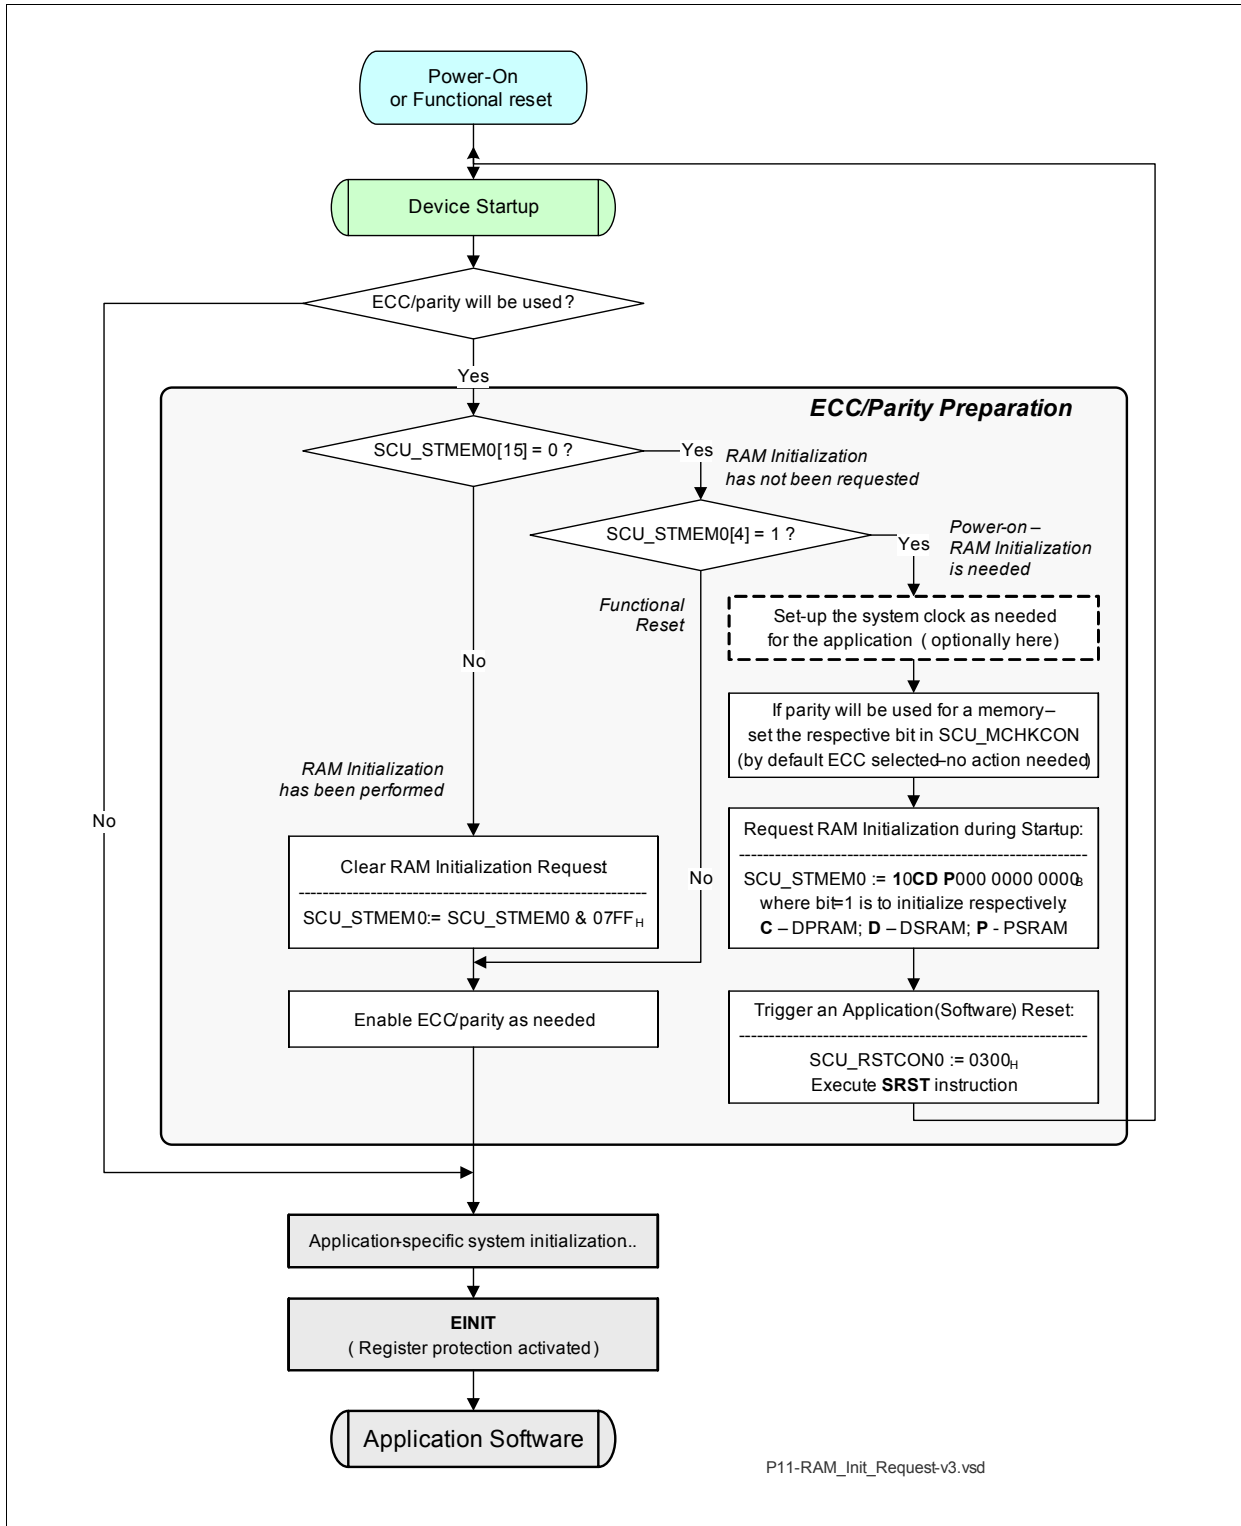 Power-On
or Functional reset
Device Startup
ECC/parity will be used ?
Yes
ECC/Parity Preparation
SCU_STMEM0[15] = 0 ?
Yes
RAM Initialization
has not been requested
SCU_STMEM0[4] = 1 ?
Yes
Power-on –
RAM Initialization
is needed
Functional
Reset
Set-up the system clock as needed
for the application ( optionally here)
No
If parity will be used for a memory–
set the respective bit in SCU_MCHKCON
(by default ECC selected–no action needed)
RAM Initialization
has been performed
No
Request RAM Initialization during Startup:
------------------------------------------------------------
SCU_STMEM0 := 10CD P000 0000 0000B
where bit=1 is to initialize respectively:
C – DPRAM; D – DSRAM; P - PSRAM
Clear RAM Initialization Request:
------------------------------------------------------------
SCU_STMEM0:= SCU_STMEM0 & 07FFH
No
Enable ECC/parity as needed
Trigger an Application(Software) Reset:
------------------------------------------------------------
SCU_RSTCON0 := 0300H
Execute SRST instruction
Application-specific system initialization..
EINIT
( Register protection activated )
Application Software
P11-RAM_Init_Request-v3.vsd